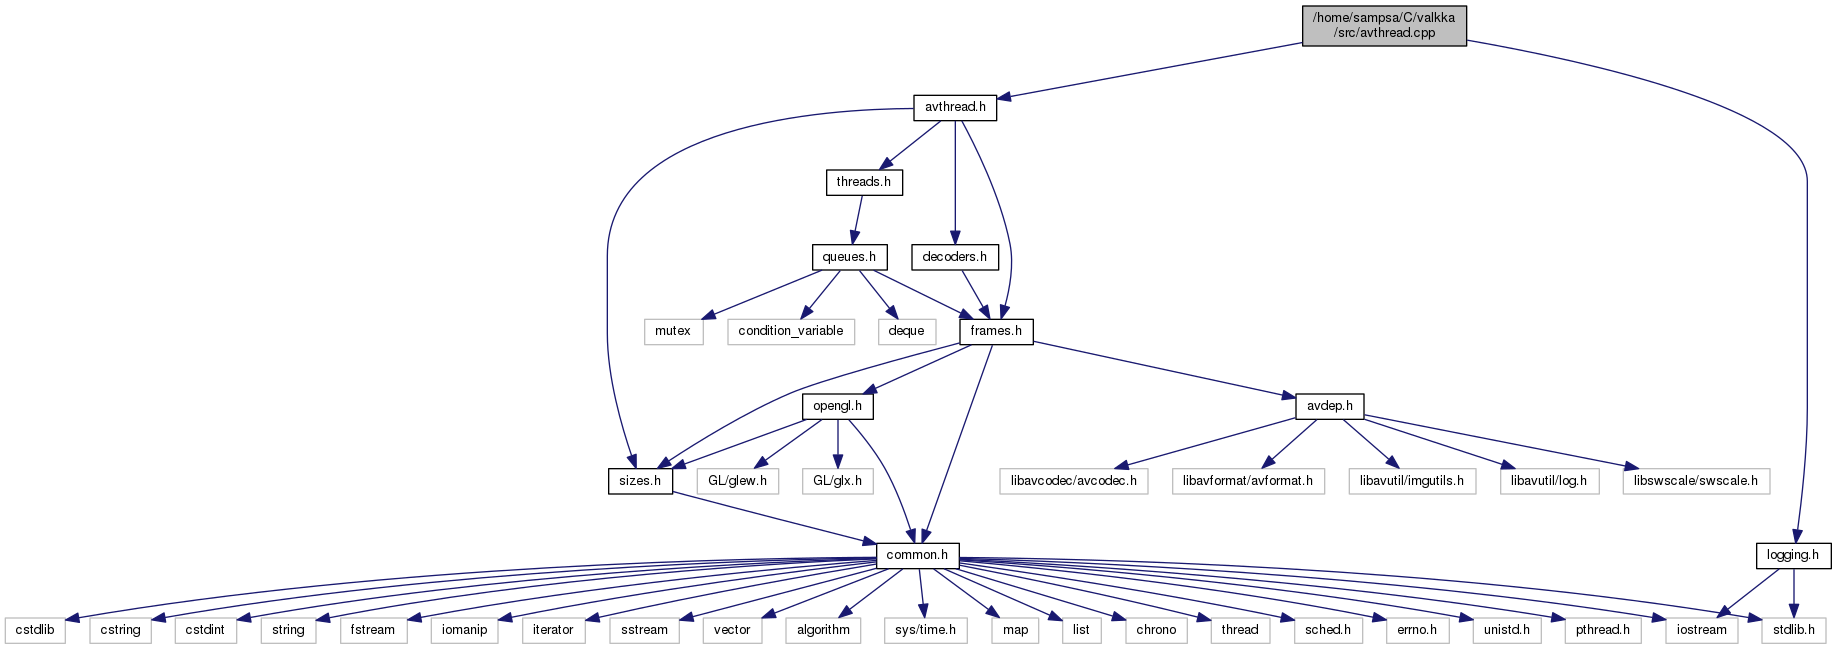 /home/sampsa/C/valkka
/src/avthread.cpp
avthread.h
threads.h
queues.h
decoders.h
mutex
condition_variable
deque
frames.h
opengl.h
avdep.h
sizes.h
GL/glew.h
GL/glx.h
libavcodec/avcodec.h
libavformat/avformat.h
libavutil/imgutils.h
libavutil/log.h
libswscale/swscale.h
common.h
logging.h
cstdlib
cstring
cstdint
string
fstream
iomanip
iterator
sstream
vector
algorithm
sys/time.h
map
list
chrono
thread
sched.h
errno.h
unistd.h
pthread.h
iostream
stdlib.h